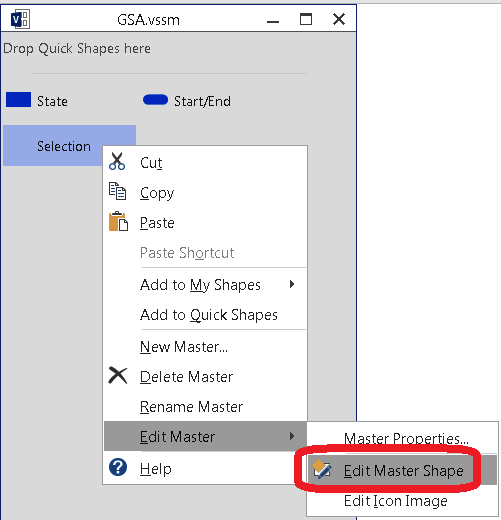 GSA.vssm
Drop Quick Shapes here
State
Start/End
Selection
Cut
Copy
Paste
Paste Shortcut
Add to My Shapes
Add to Quick Shapes
New Master...
Delete Master
Rename Master
Edit Master
Help
Master Properties...
Edit Master Shape
Edit Icon Image